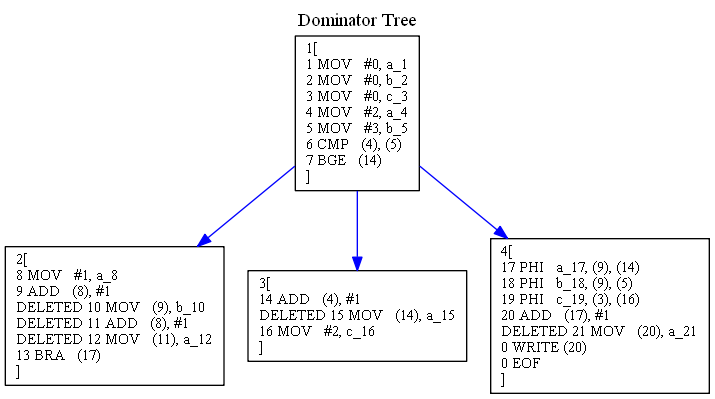 Dominator Tree
1[
1 MOV #0, a_1
2 MOV #0, b_2
3 MOV #0, c_3
4 MOV #2, a_4
5 MOV #3, b_5
6 CMP (4), (5)
7 BGE (14)
]
2[
8 MOV #1, a_8
9 ADD (8), #1
DELETED 10 MOV (9), b_10
DELETED 11 ADD (8), #1
DELETED 12 MOV (11), a_12
13 BRA (17)
]
3[
14 ADD (4), #1
DELETED 15 MOV (14), a_15
16 MOV #2, c_16
]
4[
17 PHI a_17, (9), (14)
18 PHI b_18, (9), (5)
19 PHI c_19, (3), (16)
20 ADD (17), #1
DELETED 21 MOV (20), a_21
0 WRITE (20)
0 EOF
]